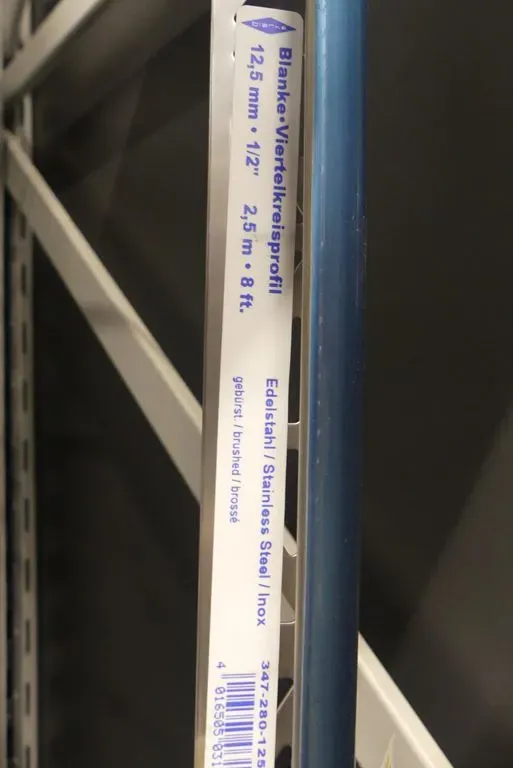 Blanke•Viertelkreisprofil
12,5 mm • 1/2" 2,5 m • 8 ft.
Edelstahl / Stainless Steel / Inox
gebürst. / brushed / brossé
347-280-125
4 016505 031